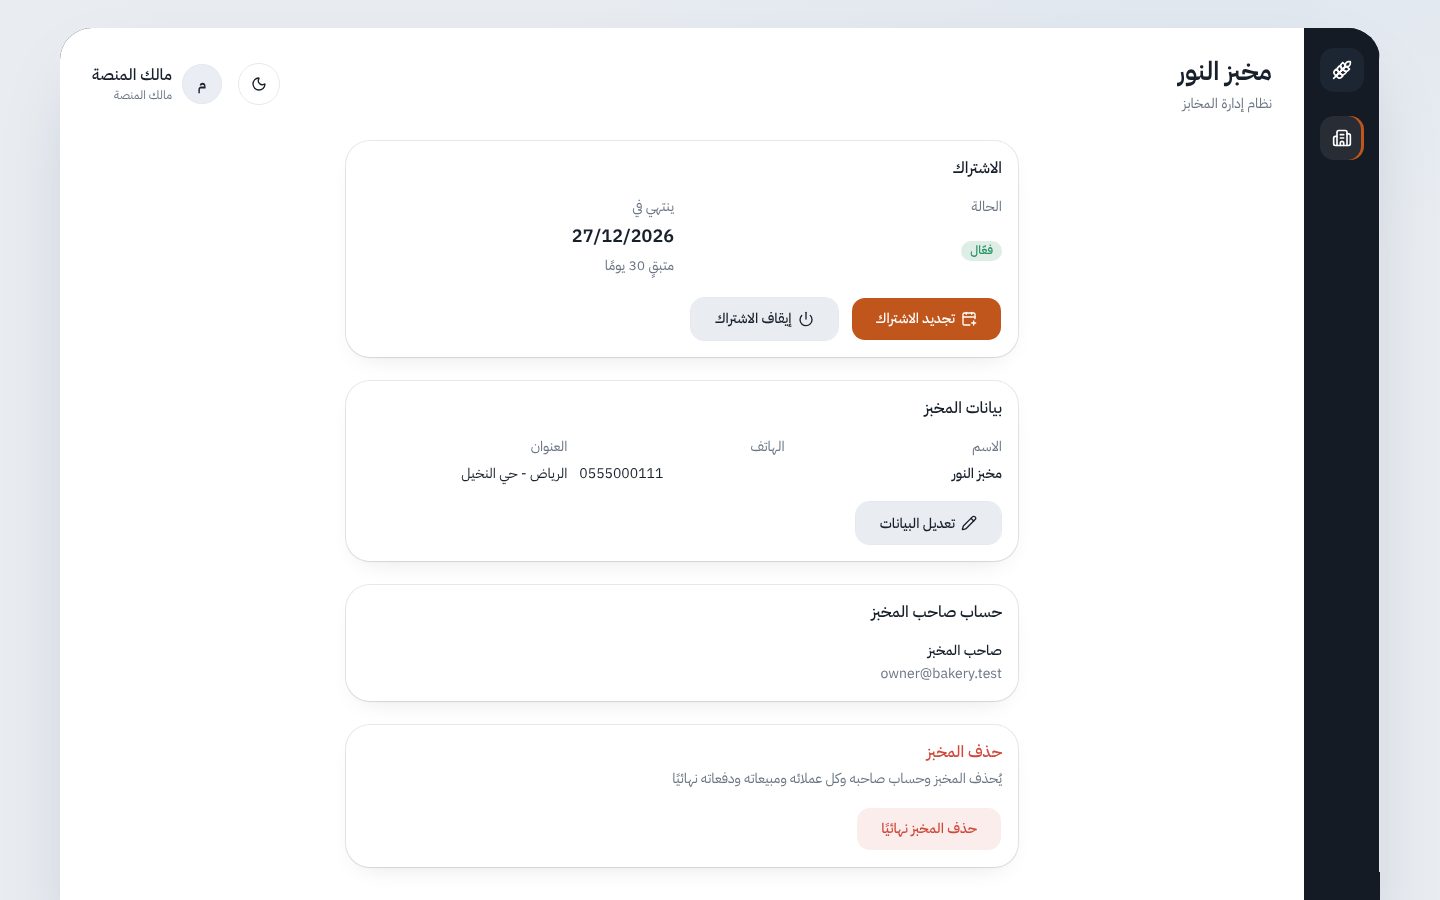 مخبز النور
نظام إدارة المخابز
م
مالك المنصة
مالك المنصة
الاشتراك
الحالة
ينتهي في
فعّال
27/12/2026
متبقٍ 30 يومًا
تجديد الاشتراك
إيقاف الاشتراك
بيانات المخبز
الاسم
الهاتف
العنوان
مخبز النور
0555000111
الرياض - حي النخيل
تعديل البيانات
حساب صاحب المخبز
صاحب المخبز
owner@bakery.test
حذف المخبز
يُحذف المخبز وحساب صاحبه وكل عملائه ومبيعاته ودفعاته نهائيًا
حذف المخبز نهائيًا